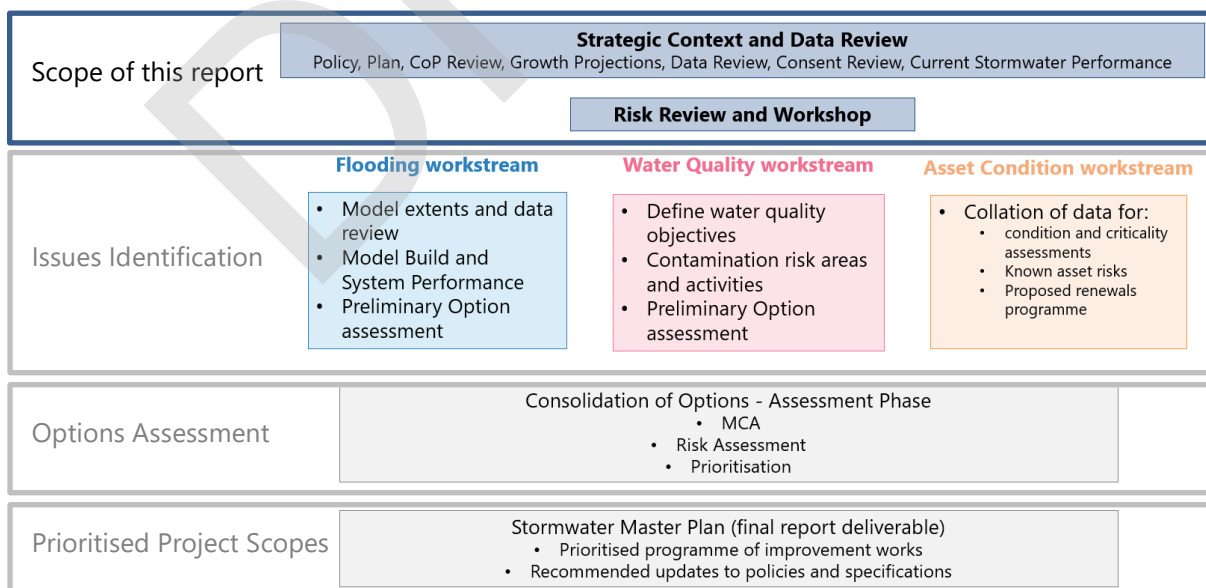 Scope of this report
Strategic Context and Data Review
Policy, Plan, CoP Review, Growth Projections, Data Review, Consent Review, Current Stormwater Performance
Risk Review and Workshop
Issues Identification
Flooding workstream
• Model extents and data
review
• Model Build and
System Performance
• Preliminary Option
assessment
Water Quality workstream
• Define water quality
objectives
• Contamination risk areas
and activities
• Preliminary Option
assessment
Asset Condition workstream
• Collation of data for:
• condition and criticality
assessments
• Known asset risks
• Proposed renewals
programme
Options Assessment
Consolidation of Options - Assessment Phase
• MCA
• Risk Assessment
• Prioritisation
Prioritised Project Scopes
Stormwater Master Plan (final report deliverable)
• Prioritised programme of improvement works
• Recommended updates to policies and specifications